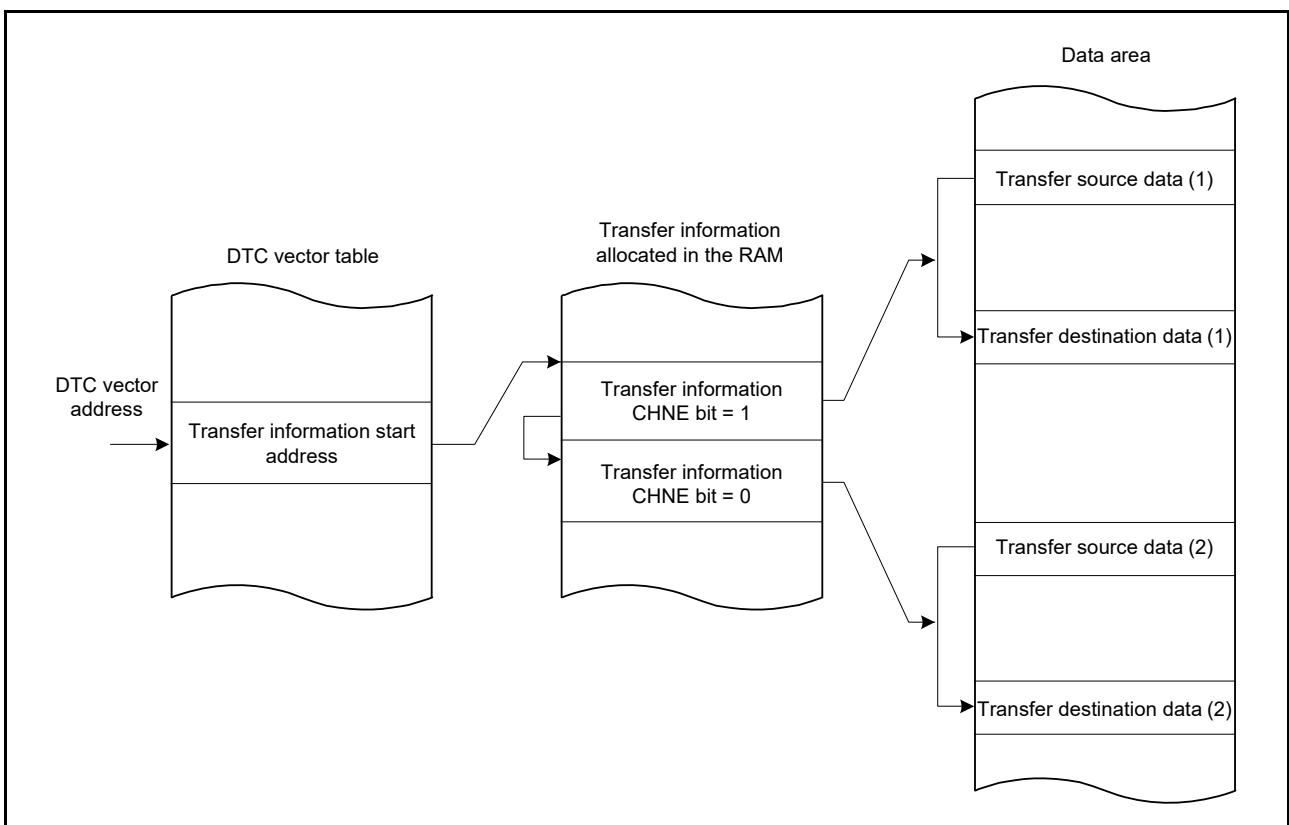 Data area
Transfer source data (1)
Transfer information
allocated in the RAM
DTC vector table
Transfer destination data (1)
DTC vector
address
Transfer information
CHNE bit = 1
Transfer information start
address
Transfer information
CHNE bit = 0
Transfer source data (2)
Transfer destination data (2)